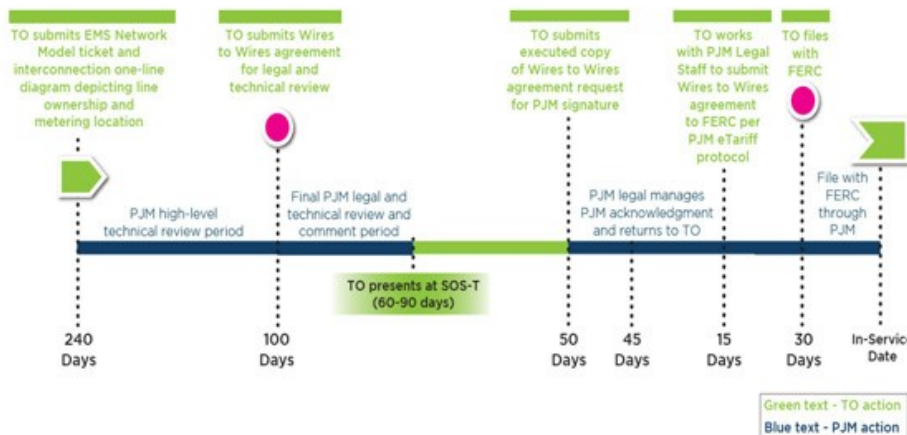 TO submits EMS Network
Model ticket and
interconnection one-line
diagram depicting line
ownership and
metering location
TO submits Wires
to Wires agreement
for legal and
technical review
TO submits
executed copy
of Wires to Wires
agreement request
for PJM signature
TO works
with PJM Legal
Staff to submit
Wires to Wires
agreement
to FERC per
PJM eTariff
protocol
TO files
with
FERC
PJM high-level
technical review period
Final PJM legal and
technical review and
comment period
PJM legal manages
PJM acknowledgment
and returns to TO
File with
FERC
through
PJM
TO presents at SOS-T
(60-90 days)
240
Days
100
Days
50
Days
45
Days
15
Days
30
Days
In-Service
Date
Green text - TO action
Blue text - PJM action